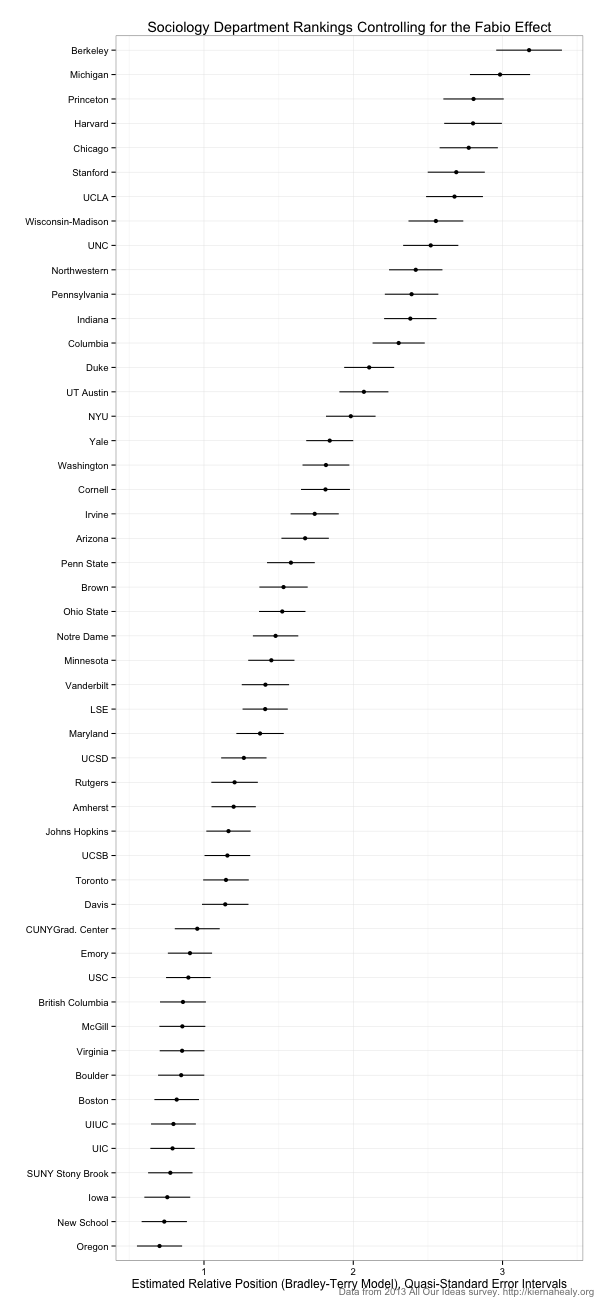 Sociology Department Rankings Controlling for the Fabio Effect
Berkeley
Michigan
Princeton
Harvard
Chicago
Stanford
UCLA
Wisconsin-Madison
UNC
Northwestern
Pennsylvania
Indiana
Columbia
Duke
UT Austin
NYU
Yale
Washington
Cornell
Irvine
Arizona
Penn State
Brown
Ohio State
Notre Dame
Minnesota
Vanderbilt
LSE
Maryland
UCSD
Rutgers
Amherst
Johns Hopkins
UCSB
Toronto
Davis
CUNYGrad. Center
Emory
USC
British Columbia
McGill
Virginia
Boulder
Boston
UIUC
UIC
SUNY Stony Brook
Iowa
New School
Oregon
1 2 3
Estimated Relative Position (Bradley-Terry Model), Quasi-Standard Error Intervals
Data from 2013 All Our Ideas survey. http://kiernahealy.org